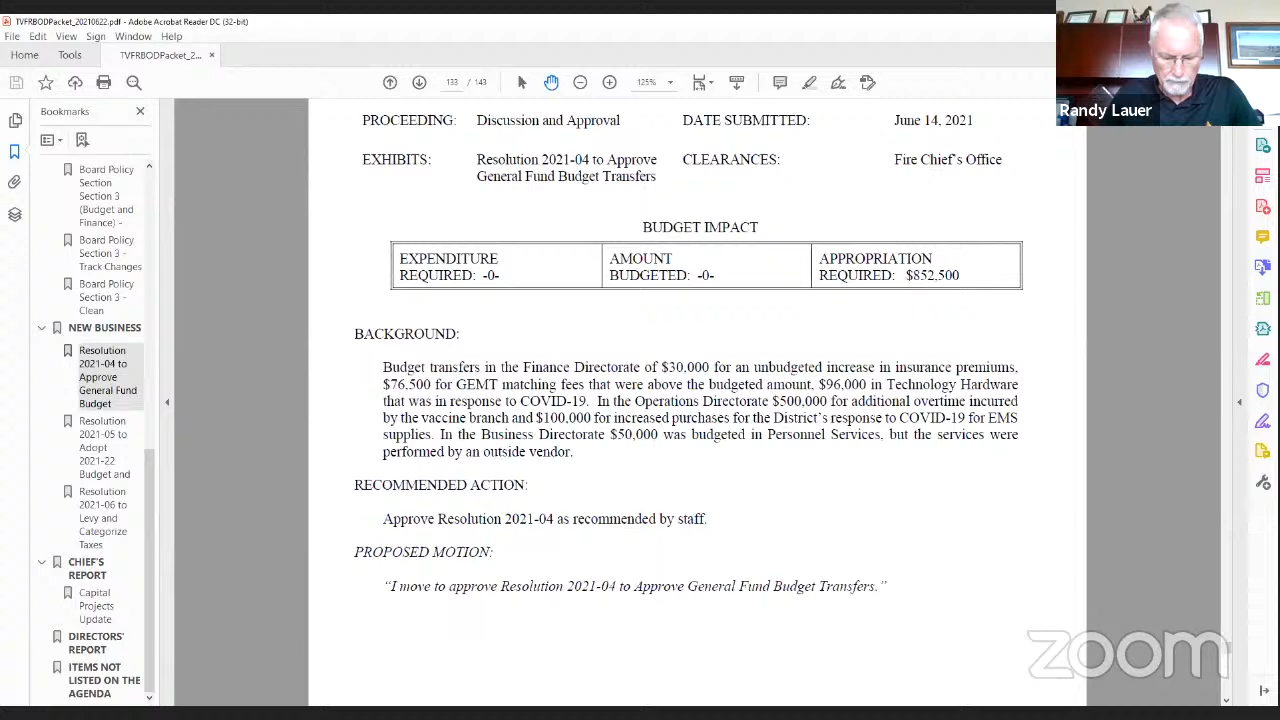 TVFRBODPacket_20210622.pdf - Adobe Acrobat Reader DC (32-bit)
File Edit View Sign Window Help
Home Tools TVFRBODPacket_2... ×
133 / 143 125%
Randy Lauer
Bookmarks ×
Board Policy
Section
Section 3
(Budget and
Finance) -
Board Policy
Section 3 -
Track Changes
Board Policy
Section 3 -
Clean
NEW BUSINESS
Resolution
2021-04 to
Approve
General Fund
Budget
Resolution
2021-05 to
Adopt
2021-22
Budget and
Resolution
2021-06 to
Levy and
Categorize
Taxes
CHIEF'S
REPORT
Capital
Projects
Update
DIRECTORS'
REPORT
ITEMS NOT
LISTED ON THE
AGENDA
PROCEEDING: Discussion and Approval DATE SUBMITTED: June 14, 2021
EXHIBITS: Resolution 2021-04 to Approve CLEARANCES: Fire Chief's Office
General Fund Budget Transfers
BUDGET IMPACT
EXPENDITURE AMOUNT APPROPRIATION
REQUIRED: -0- BUDGETED: -0- REQUIRED: $852,500
BACKGROUND:
Budget transfers in the Finance Directorate of $30,000 for an unbudgeted increase in insurance premiums,
$76,500 for GEMT matching fees that were above the budgeted amount, $96,000 in Technology Hardware
that was in response to COVID-19. In the Operations Directorate $500,000 for additional overtime incurred
by the vaccine branch and $100,000 for increased purchases for the District's response to COVID-19 for EMS
supplies. In the Business Directorate $50,000 was budgeted in Personnel Services, but the services were
performed by an outside vendor.
RECOMMENDED ACTION:
Approve Resolution 2021-04 as recommended by staff.
PROPOSED MOTION:
“I move to approve Resolution 2021-04 to Approve General Fund Budget Transfers.”
zoom